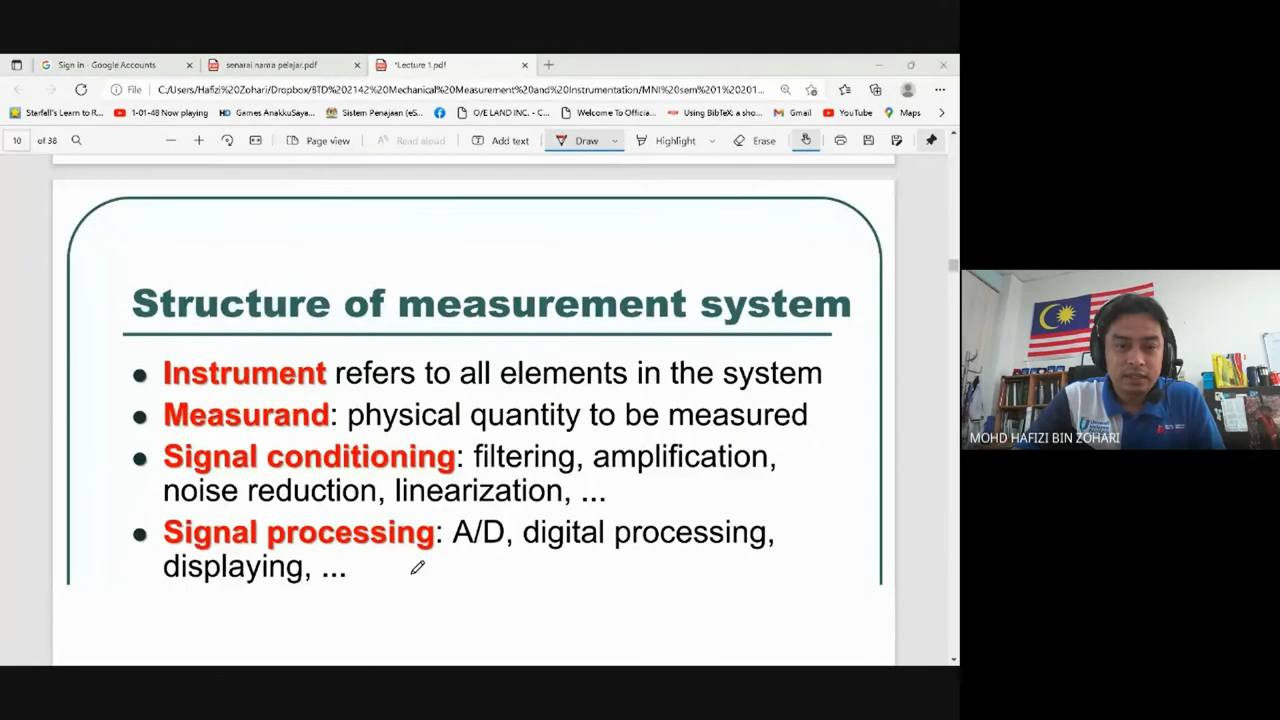 Sign in - Google Accounts
senarai nama pelajar.pdf
*Lecture 1.pdf
File
C:/Users/Hafizi%20Zohari/Dropbox/BTD%202142%20Mechanical%20Measurement%20and%20Instrumentation/MNI%20sem%201%20201...
Starfall's Learn to R...
1-01-48 Now playing
HD Games AnakkuSaya...
Sistem Penajaan (eS...
O/E LAND INC. - C...
Welcome To Officia...
Using BibTeX: a sho...
Gmail
YouTube
Maps
10 of 38
Page view
Read aloud
Add text
Draw
Highlight
Erase
Structure of measurement system
Instrument refers to all elements in the system
Measurand: physical quantity to be measured
Signal conditioning: filtering, amplification,
noise reduction, linearization, ...
Signal processing: A/D, digital processing,
displaying, ...
MOHD HAFIZI BIN ZOHARI